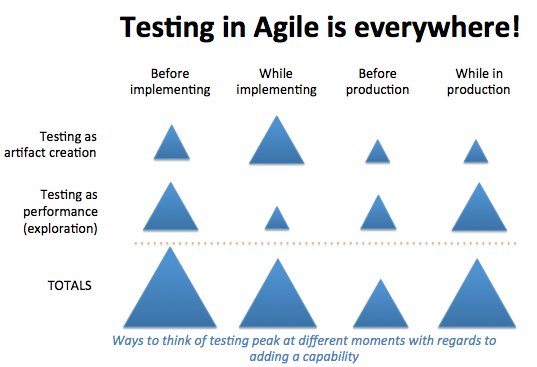 Testing in Agile is everywhere!
Before
implementing
While
implementing
Before
production
While in
production
Testing as
artifact creation
Testing as
performance
(exploration)
TOTALS
Ways to think of testing peak at different moments with regards to
adding a capability